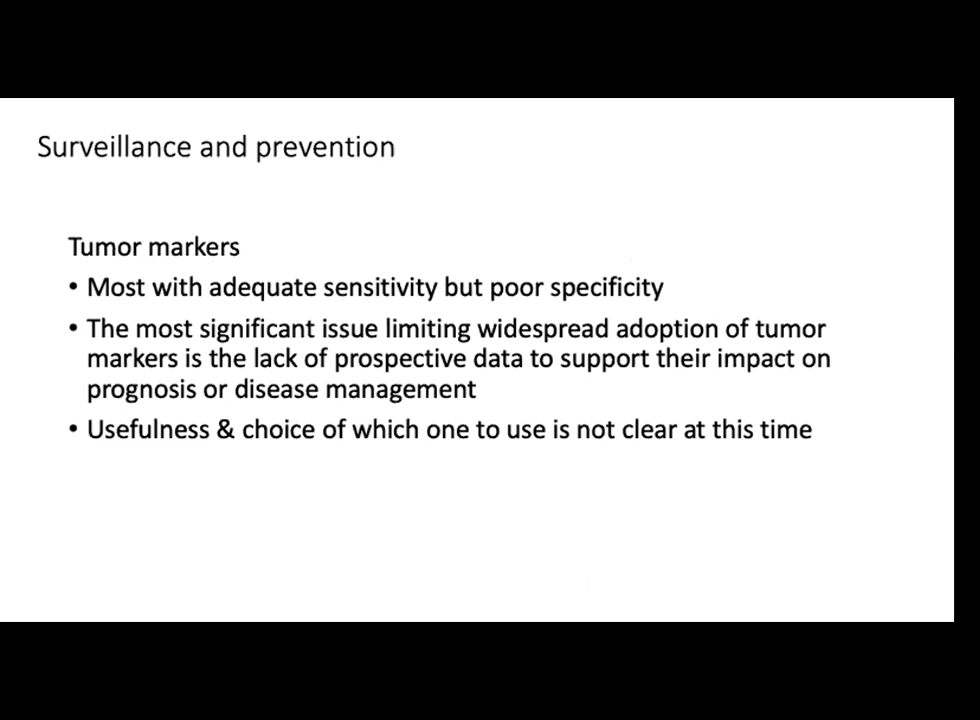 Surveillance and prevention
Tumor markers
• Most with adequate sensitivity but poor specificity
• The most significant issue limiting widespread adoption of tumor
markers is the lack of prospective data to support their impact on
prognosis or disease management
• Usefulness & choice of which one to use is not clear at this time